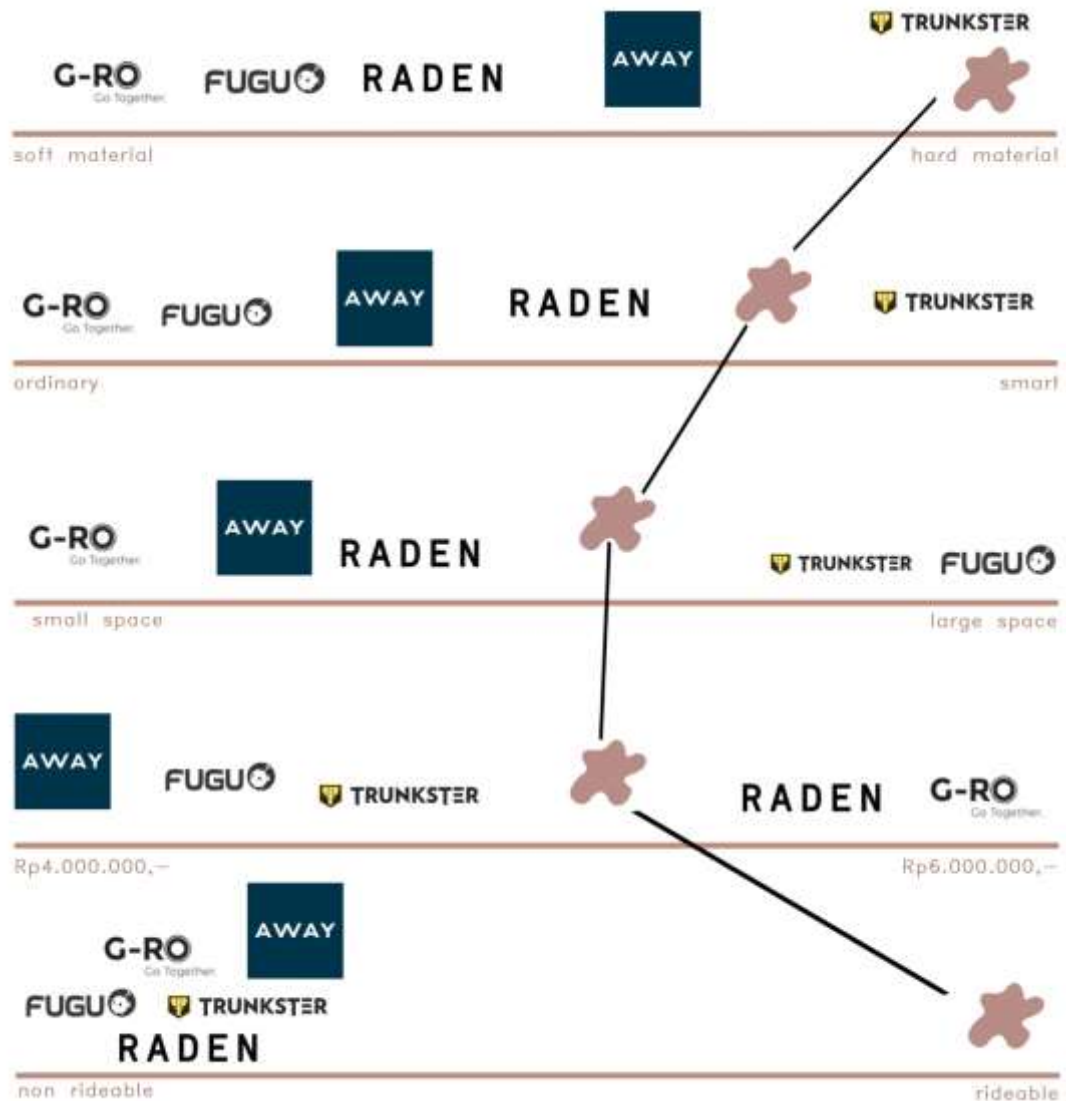 TRUNKSTER
G-RO
Go Together.
FUGU
RADEN
AWAY
soft material
hard material
G-RO
Go Together.
FUGU
AWAY
RADEN
TRUNKSTER
ordinary
smart
G-RO
Go Together.
AWAY
RADEN
TRUNKSTER
FUGU
small space
large space
AWAY
FUGU
TRUNKSTER
RADEN
G-RO
Go Together.
Rp4.000.000,-
Rp6.000.000,-
G-RO
Go Together.
AWAY
FUGU
TRUNKSTER
RADEN
non rideable
rideable